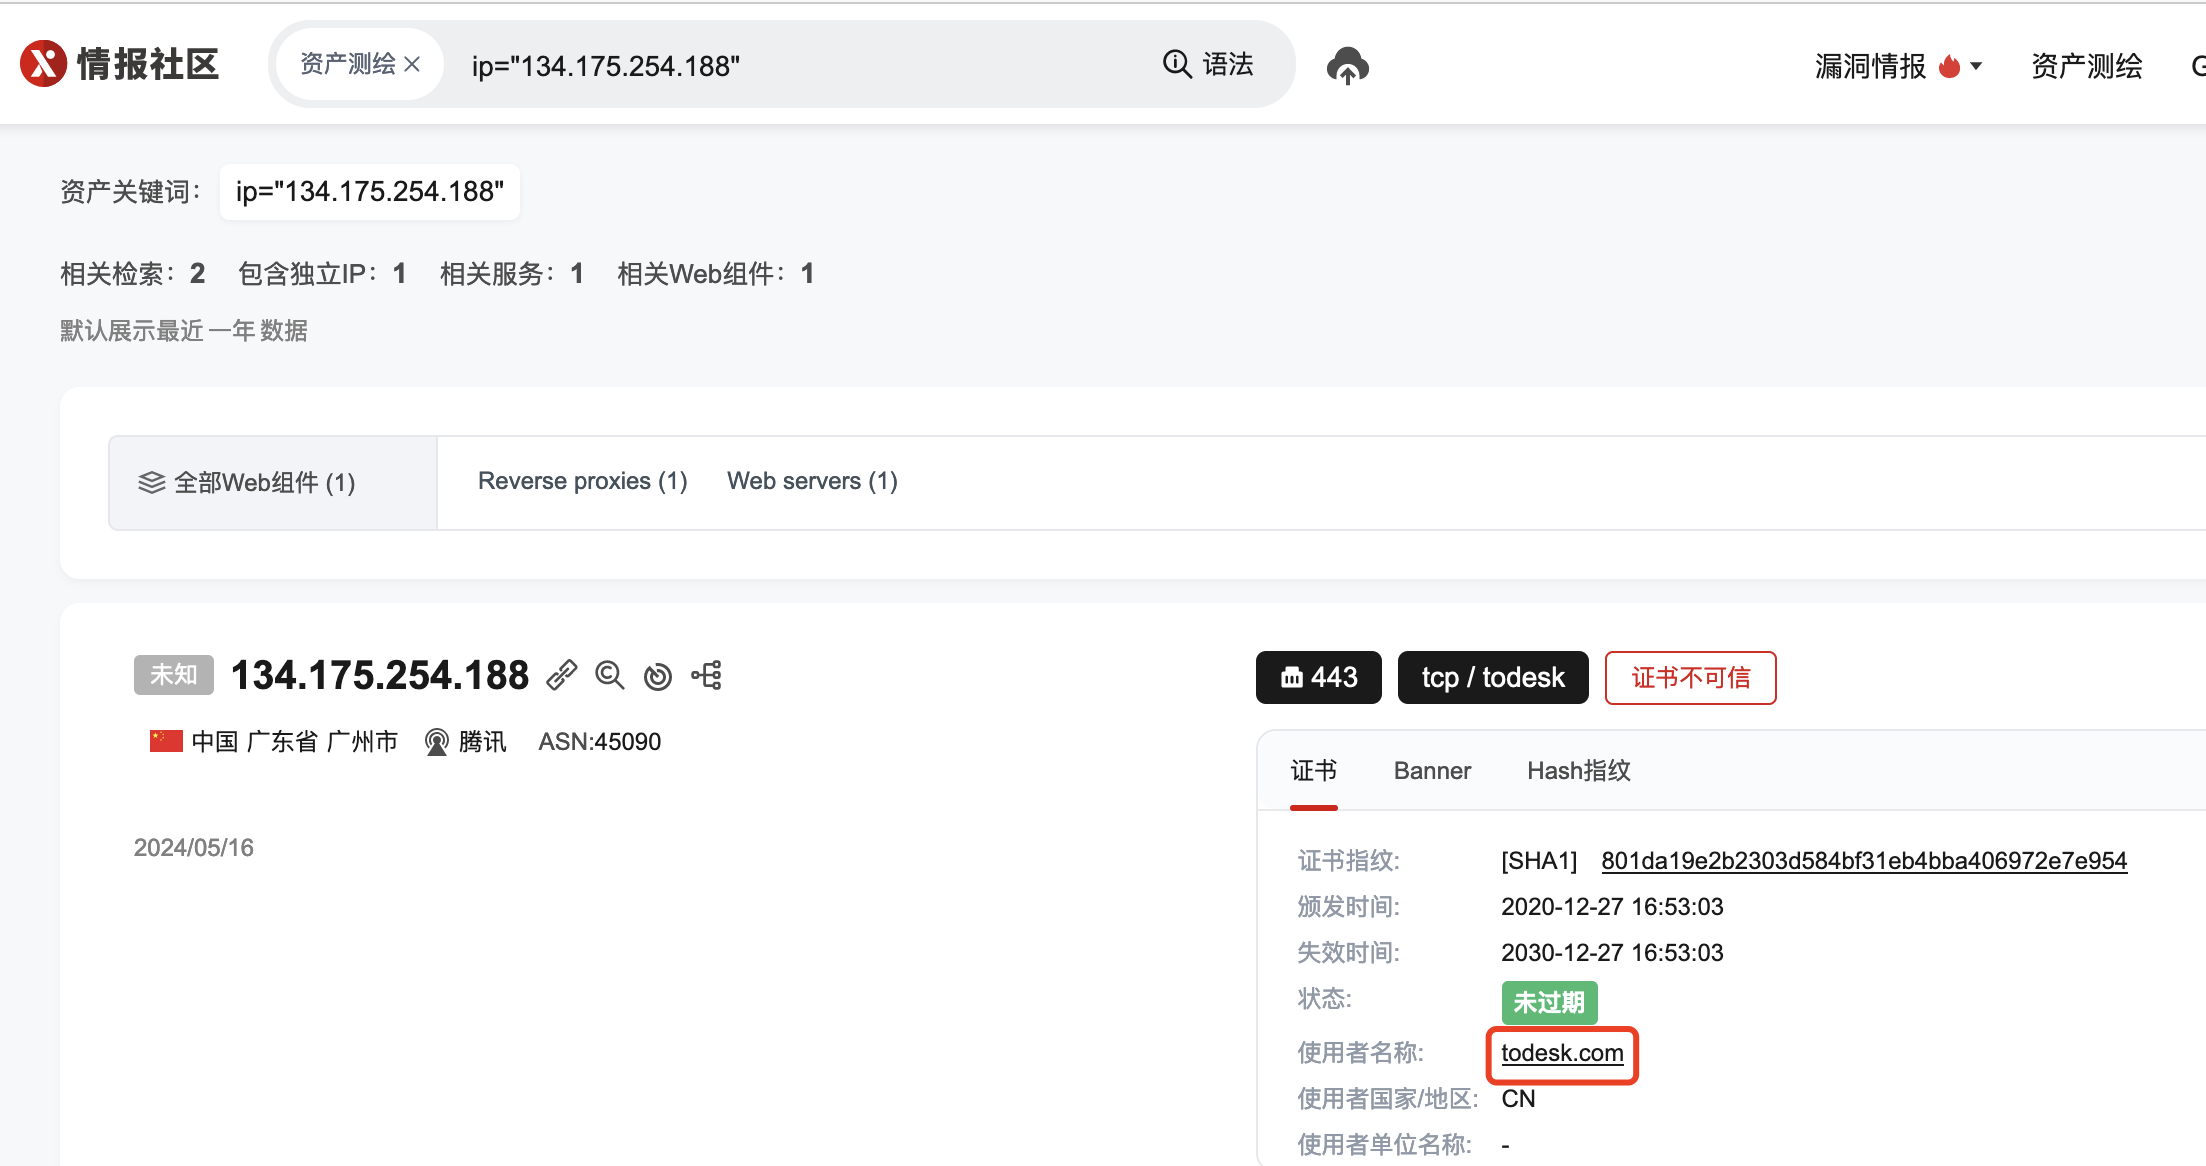 情报社区
资产测绘 ×
ip="134.175.254.188"
语法
漏洞情报
资产测绘
资产关键词：
ip="134.175.254.188"
相关检索：2 包含独立IP：1 相关服务：1 相关Web组件：1
默认展示最近 一年 数据
全部Web组件 (1)
Reverse proxies (1)
Web servers (1)
未知
134.175.254.188
中国 广东省 广州市
腾讯
ASN:45090
2024/05/16
443
tcp / todesk
证书不可信
证书
Banner
Hash指纹
证书指纹: [SHA1] 801da19e2b2303d584bf31eb4bba406972e7e954
颁发时间: 2020-12-27 16:53:03
失效时间: 2030-12-27 16:53:03
状态: 未过期
使用者名称: todesk.com
使用者国家/地区: CN
使用者单位名称: -